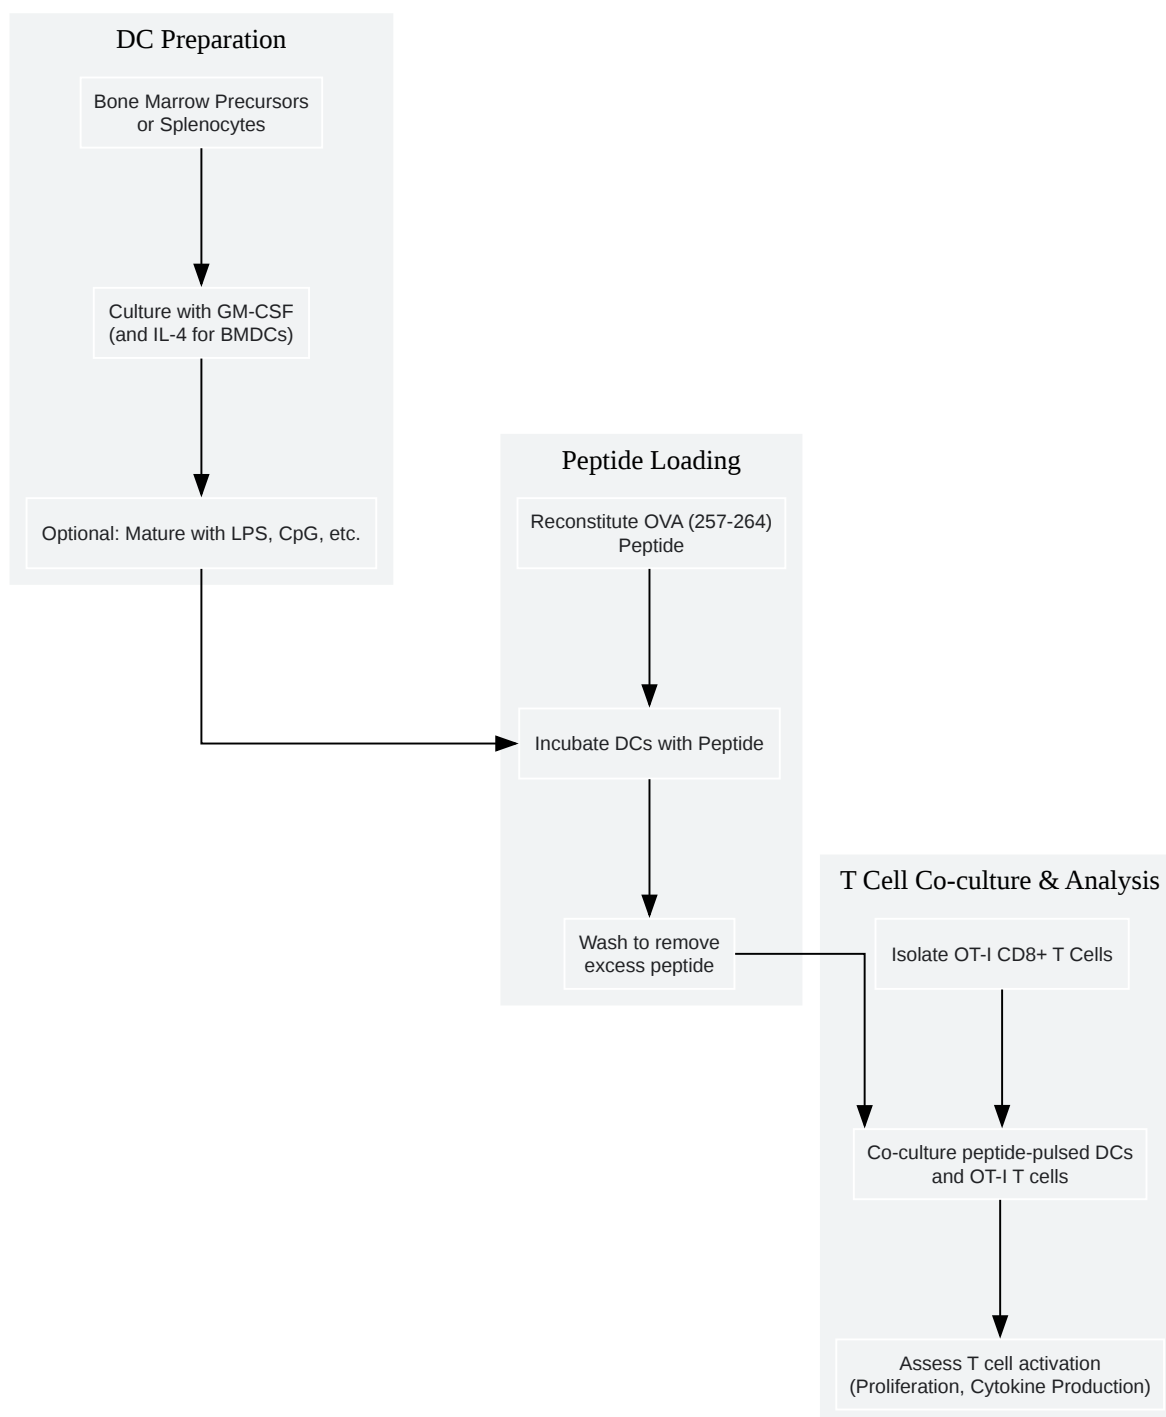 DC Preparation
Bone Marrow Precursors
or Splenocytes
Culture with GM-CSF
(and IL-4 for BMDCs)
Optional: Mature with LPS, CpG, etc.
Peptide Loading
Reconstitute OVA (257-264)
Peptide
Incubate DCs with Peptide
Wash to remove
excess peptide
T Cell Co-culture & Analysis
Isolate OT-I CD8+ T Cells
Co-culture peptide-pulsed DCs
and OT-I T cells
Assess T cell activation
(Proliferation, Cytokine Production)